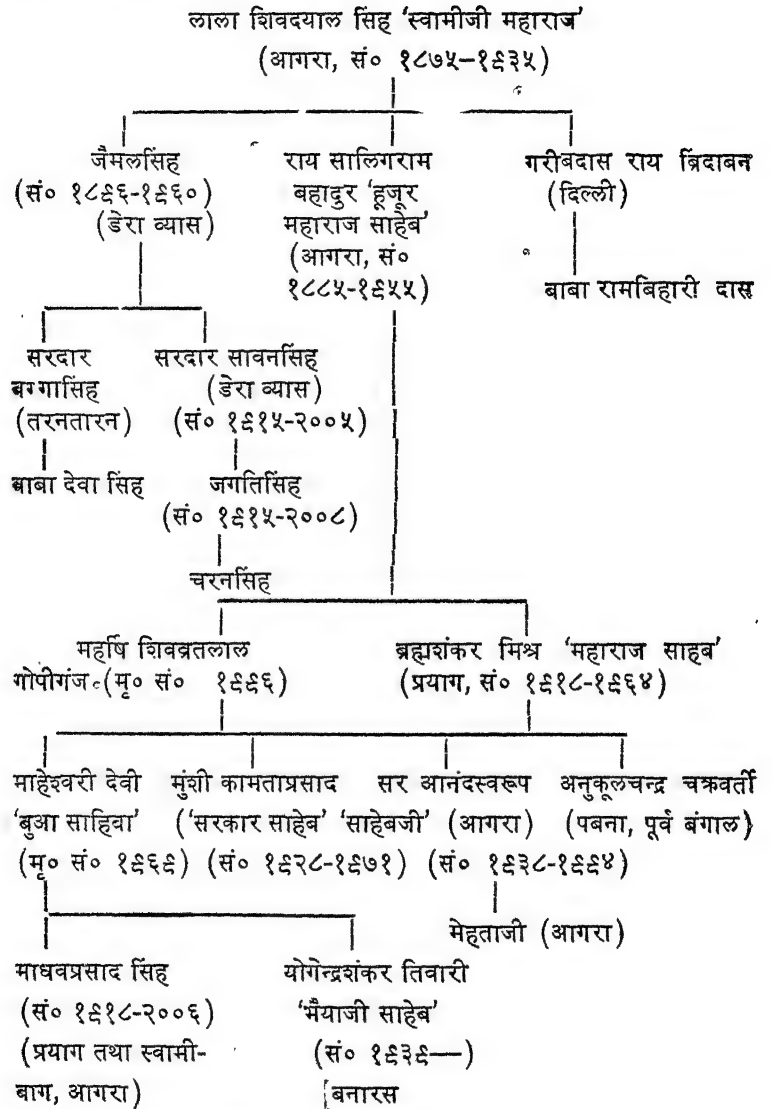 लाला शिवदयाल सिंह 'स्वामीजी महाराज'
(आगरा, सं० १८७५–१९३५)
जैमलसिंह
(सं० १८९६-१९६०)
(डेरा व्यास)
राय सालिगराम
बहादुर 'हूजूर
महाराज साहेब'
(आगरा, सं०
१८८५-१९५५)
गरीबदास राय ब्रिंदाबन
(दिल्ली)
बाबा रामबिहारी दास
सरदार
बग्गासिंह
(तरनतारन)
बाबा देवा सिंह
सरदार सावनसिंह
(डेरा व्यास)
(सं० १९१५-२००५)
जगतिसिंह
(सं० १९१५-२००८)
चरनसिंह
महर्षि शिवव्रतलाल
गोपीगंज (मृ० सं० १९९६)
ब्रह्मशंकर मिश्र 'महाराज साहब'
(प्रयाग, सं० १९१८-१९६४)
माहेश्वरी देवी
'बुआ साहिवा'
(मृ० सं० १९६९)
मुंशी कामताप्रसाद
('सरकार साहेब'
(सं० १९२८-१९७१)
सर आनंदस्वरूप
'साहेबजी' (आगरा)
(सं० १९३८-१९९४)
अनुकूलचन्द्र चक्रवर्ती
(पबना, पूर्व बंगाल)
मेहताजी (आगरा)
माधवप्रसाद सिंह
(सं० १९१८-२००६)
(प्रयाग तथा स्वामी-
बाग, आगरा)
योगेन्द्रशंकर तिवारी
'भैयाजी साहेब'
(सं० १९३९—)
[बनारस